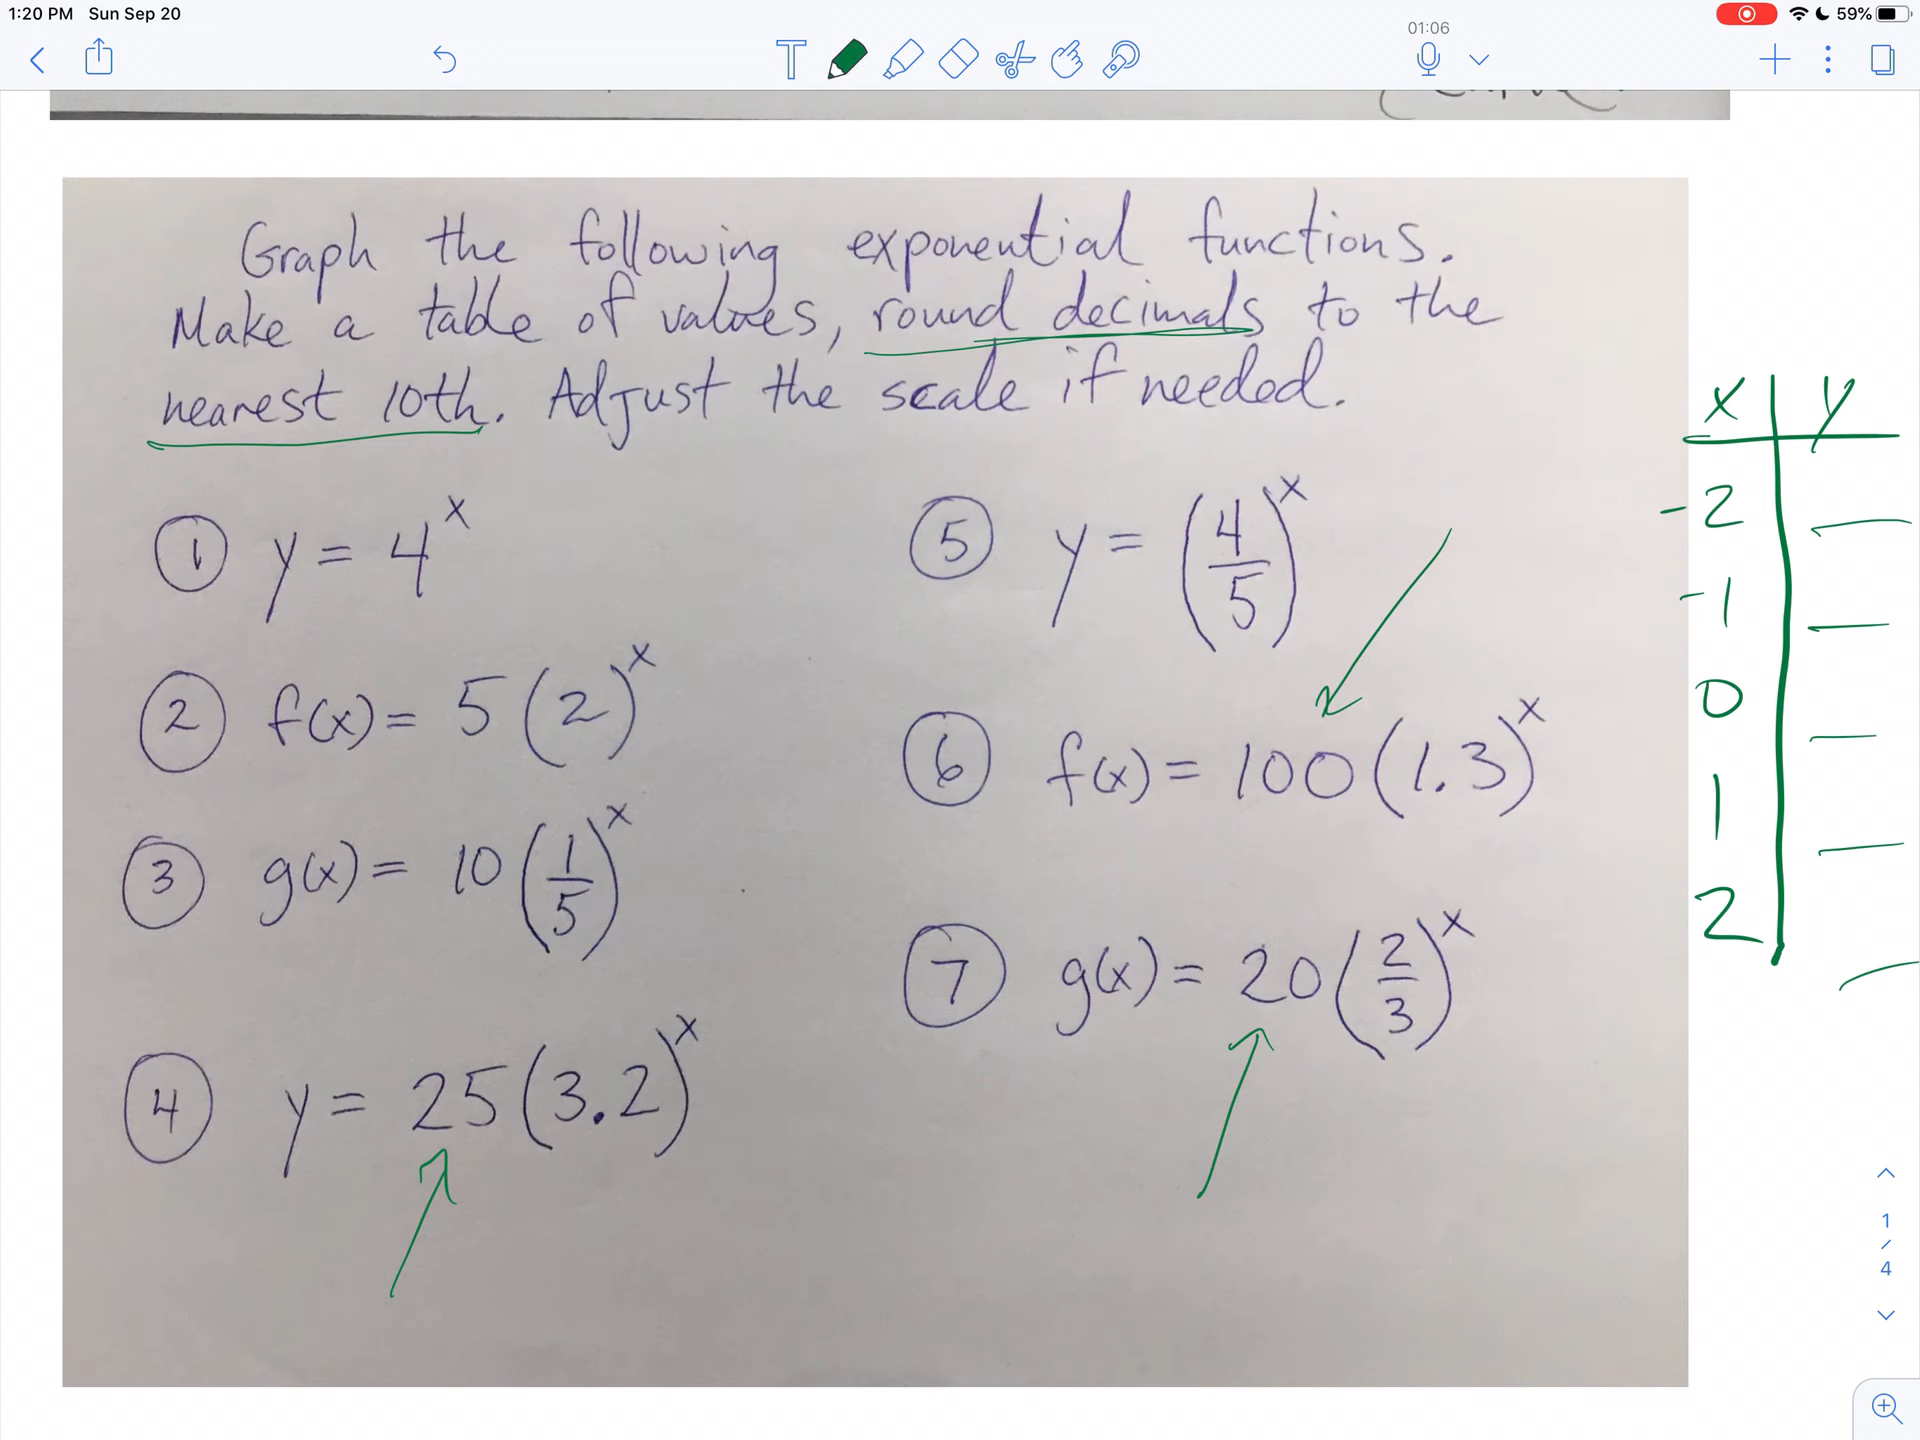 1:20 PM Sun Sep 20
59%
01:06
Graph the following exponential functions.
Make a table of values, round decimals to the
nearest 10th. Adjust the scale if needed.
① y = 4^x
② f(x) = 5(2)^x
③ g(x) = 10(1/5)^x
④ y = 25(3.2)^x
⑤ y = (4/5)^x
⑥ f(x) = 100(1.3)^x
⑦ g(x) = 20(2/3)^x
x y
-2
-1
0
1
2
1
/
4